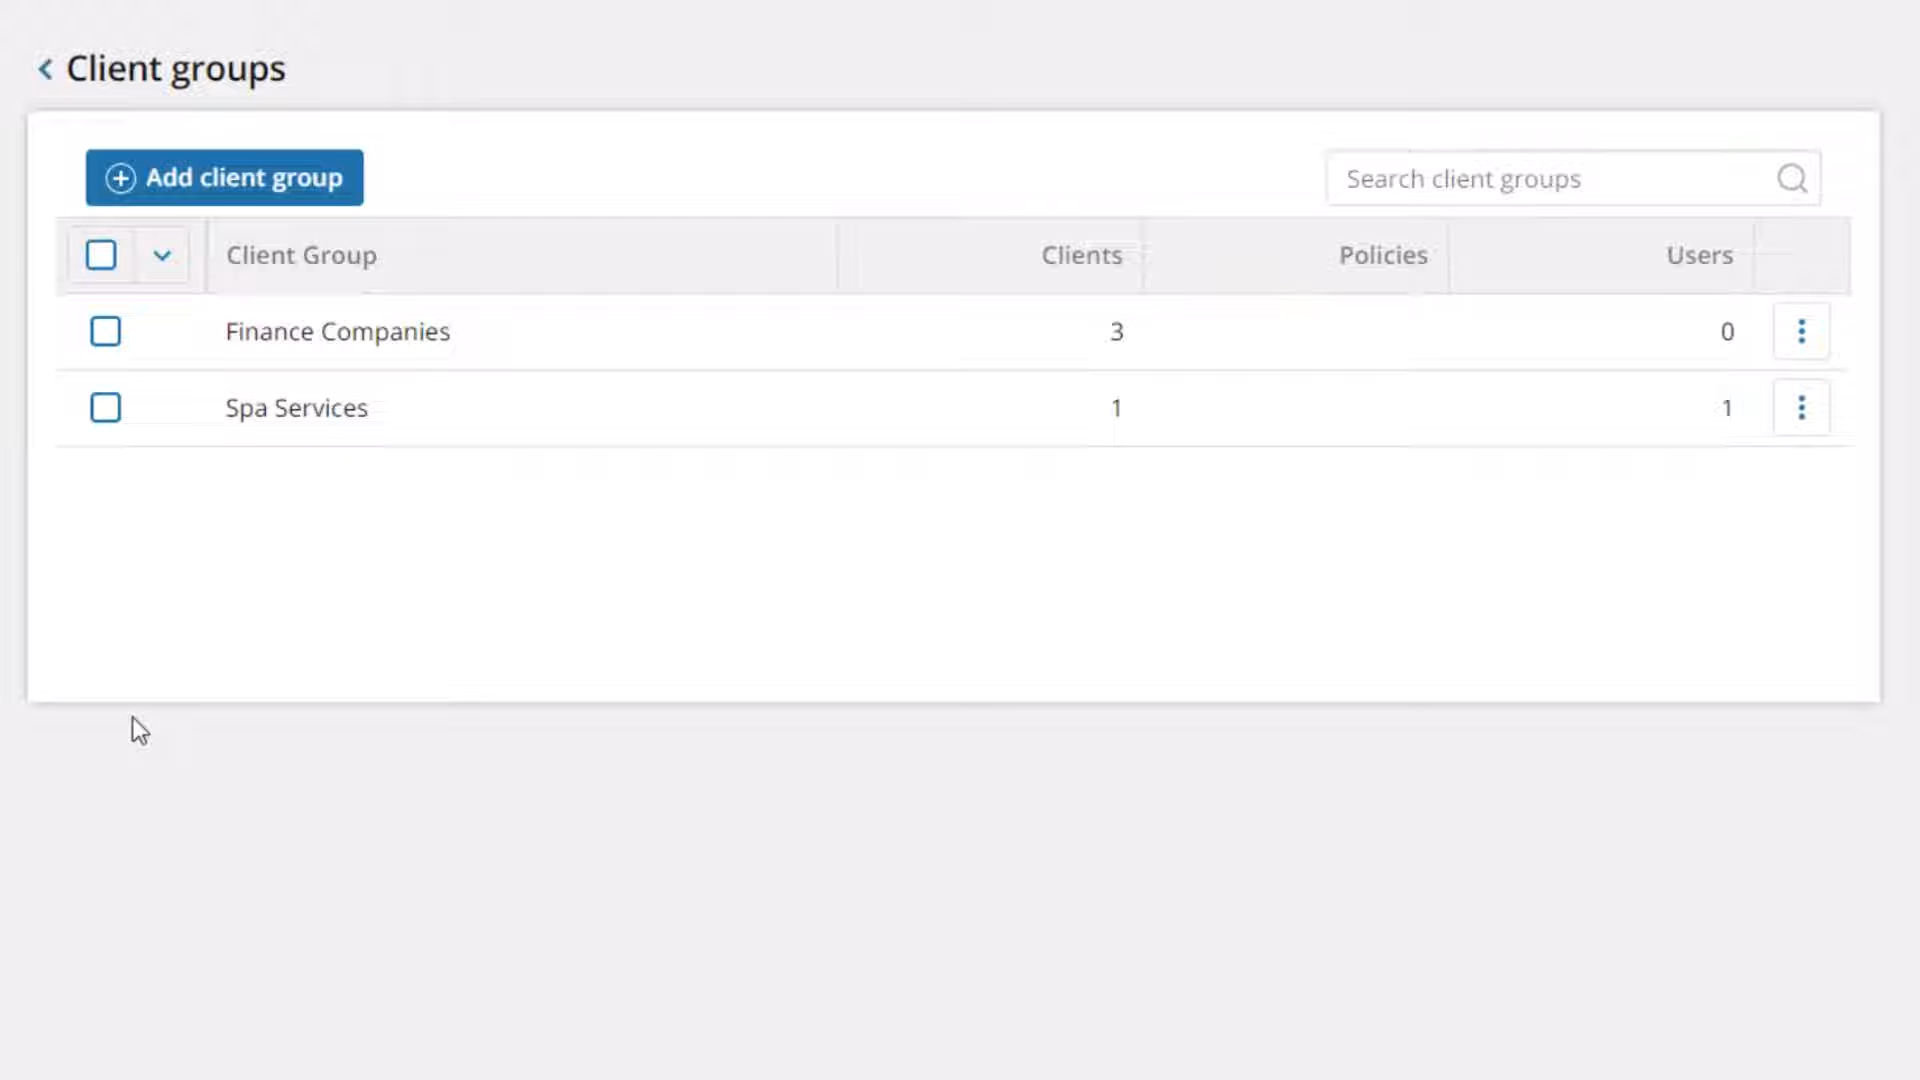 Client groups
Add client group
Search client groups
Client Group Clients Policies Users
Finance Companies 3 0
Spa Services 1 1